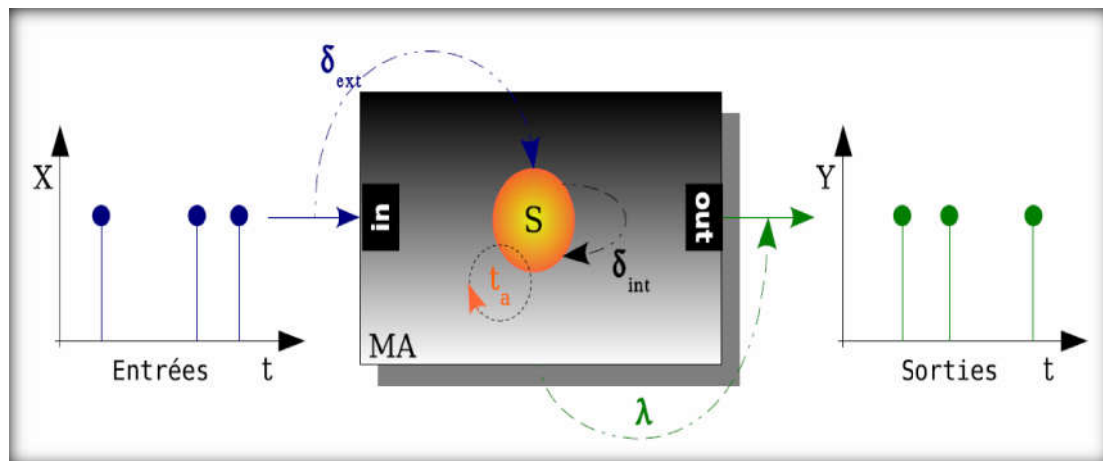 δext
X
Y
in
S
out
ta
δint
MA
Entrées t
Sorties t
λ